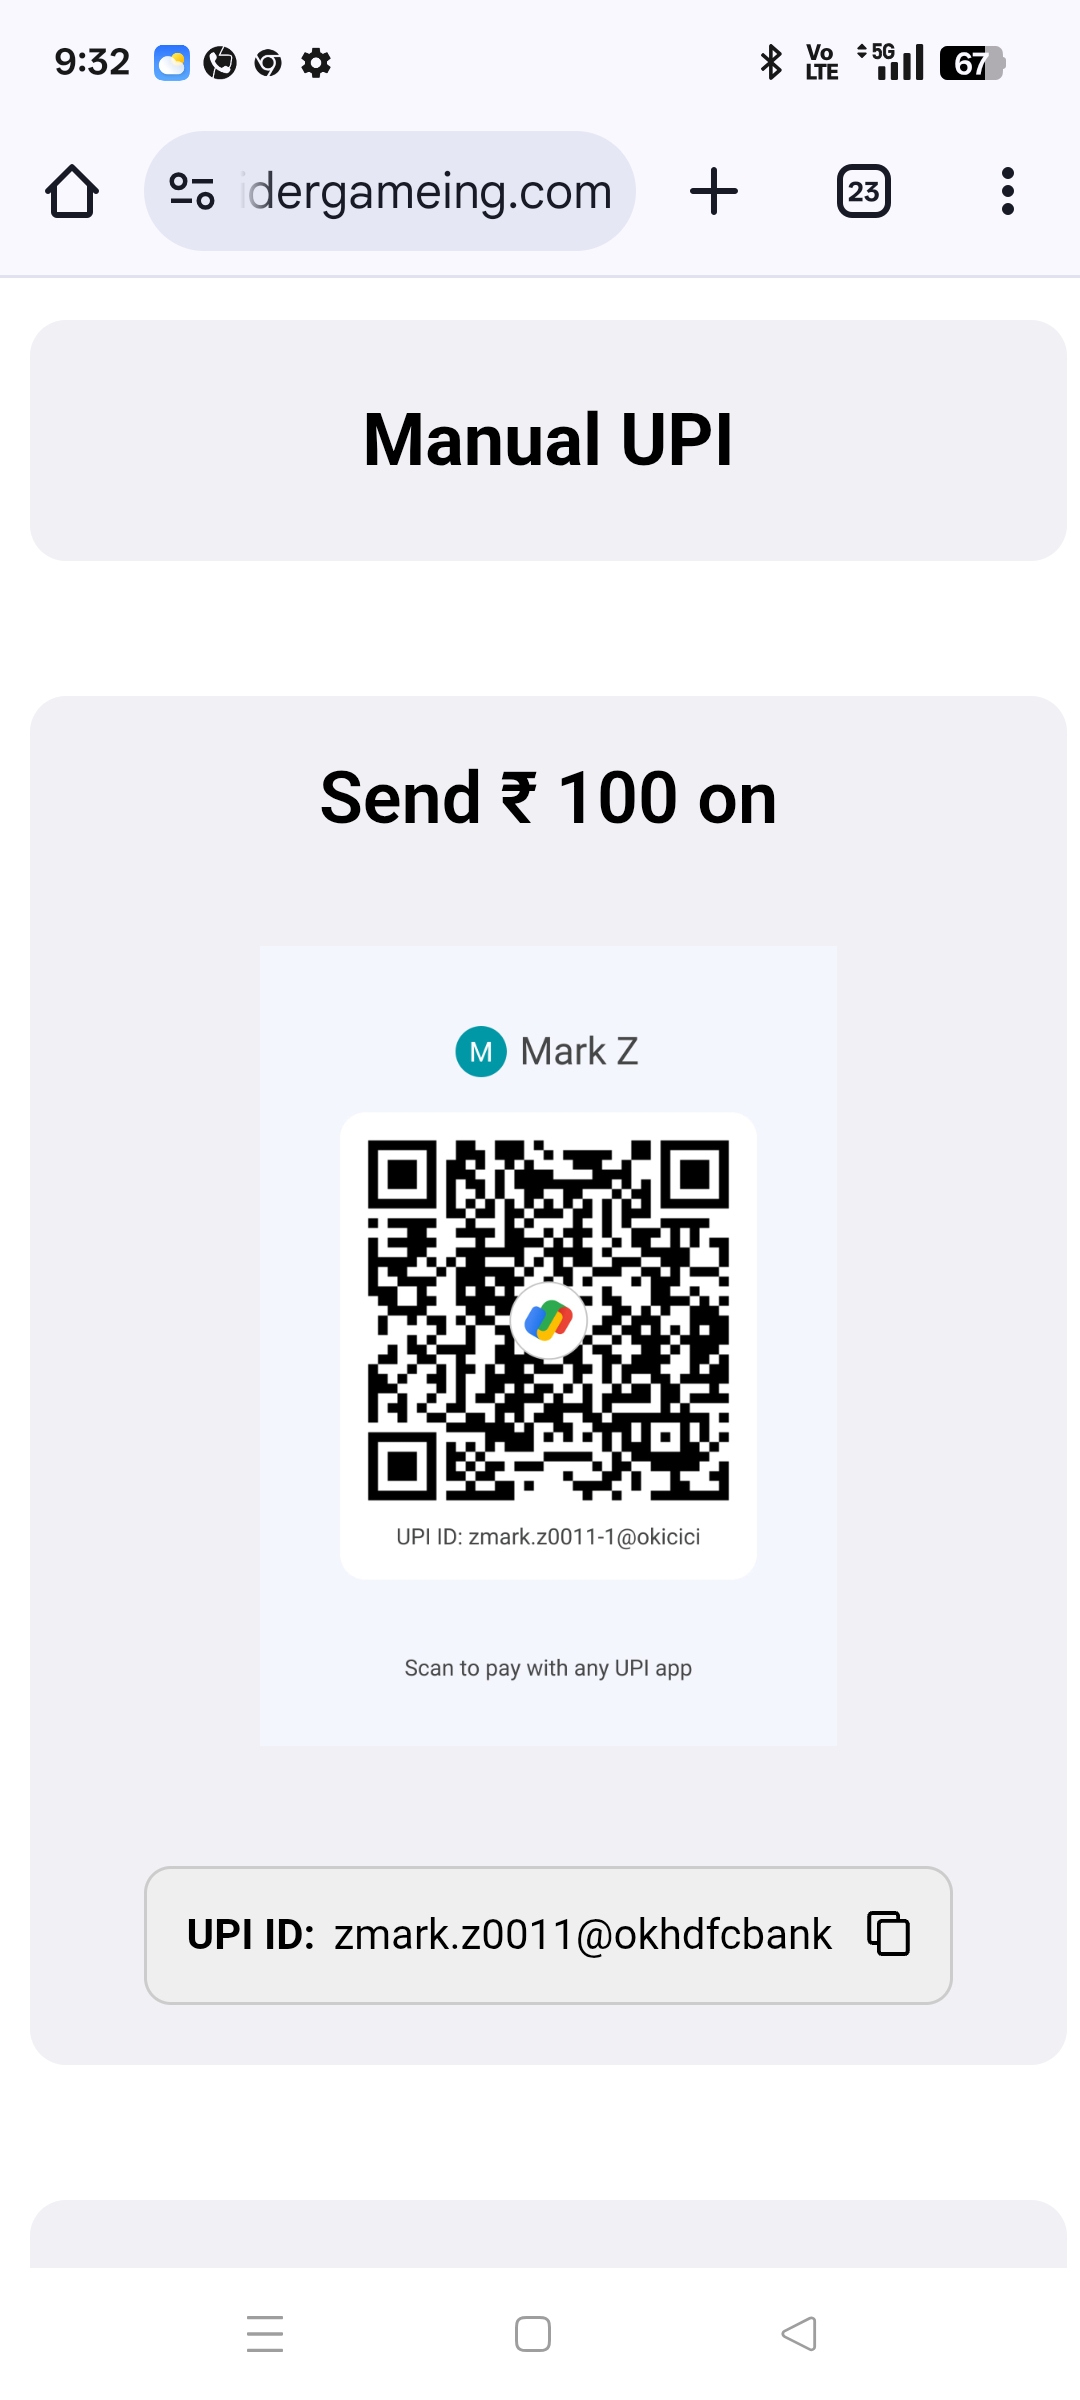 9:32
Vo
LTE
5G
67
idergameing.com
23
Manual UPI
Send ₹ 100 on
M Mark Z
UPI ID: zmark.z0011-1@okicici
Scan to pay with any UPI app
UPI ID: zmark.z0011@okhdfcbank